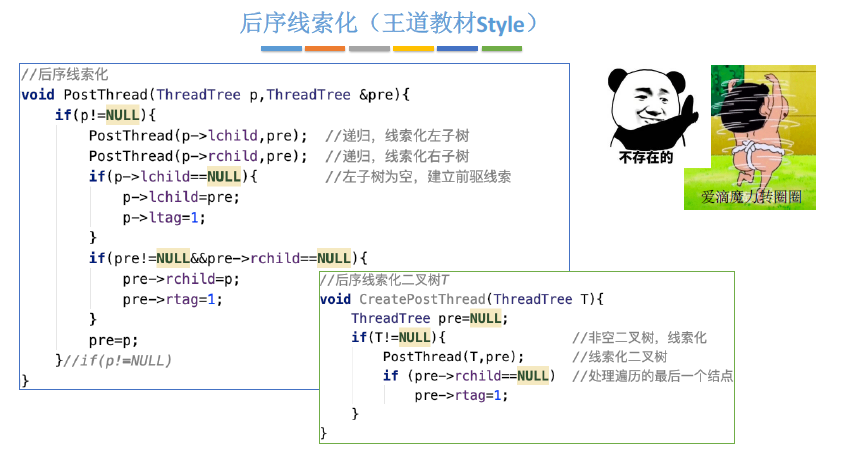 后序线索化（王道教材Style）
//后序线索化
void PostThread(ThreadTree p,ThreadTree &pre){
if(p!=NULL){
PostThread(p->lchild,pre); //递归，线索化左子树
PostThread(p->rchild,pre); //递归，线索化右子树
if(p->lchild==NULL){ //左子树为空，建立前驱线索
p->lchild=pre;
p->ltag=1;
}
if(pre!=NULL&&pre->rchild==NULL){
pre->rchild=p;
pre->rtag=1;
}
pre=p;
}//if(p!=NULL)
}
//后序线索化二叉树T
void CreatePostThread(ThreadTree T){
ThreadTree pre=NULL;
if(T!=NULL){ //非空二叉树，线索化
PostThread(T,pre); //线索化二叉树
if (pre->rchild==NULL) //处理遍历的最后一个结点
pre->rtag=1;
}
}
不存在的
爱滴魔力转圈圈